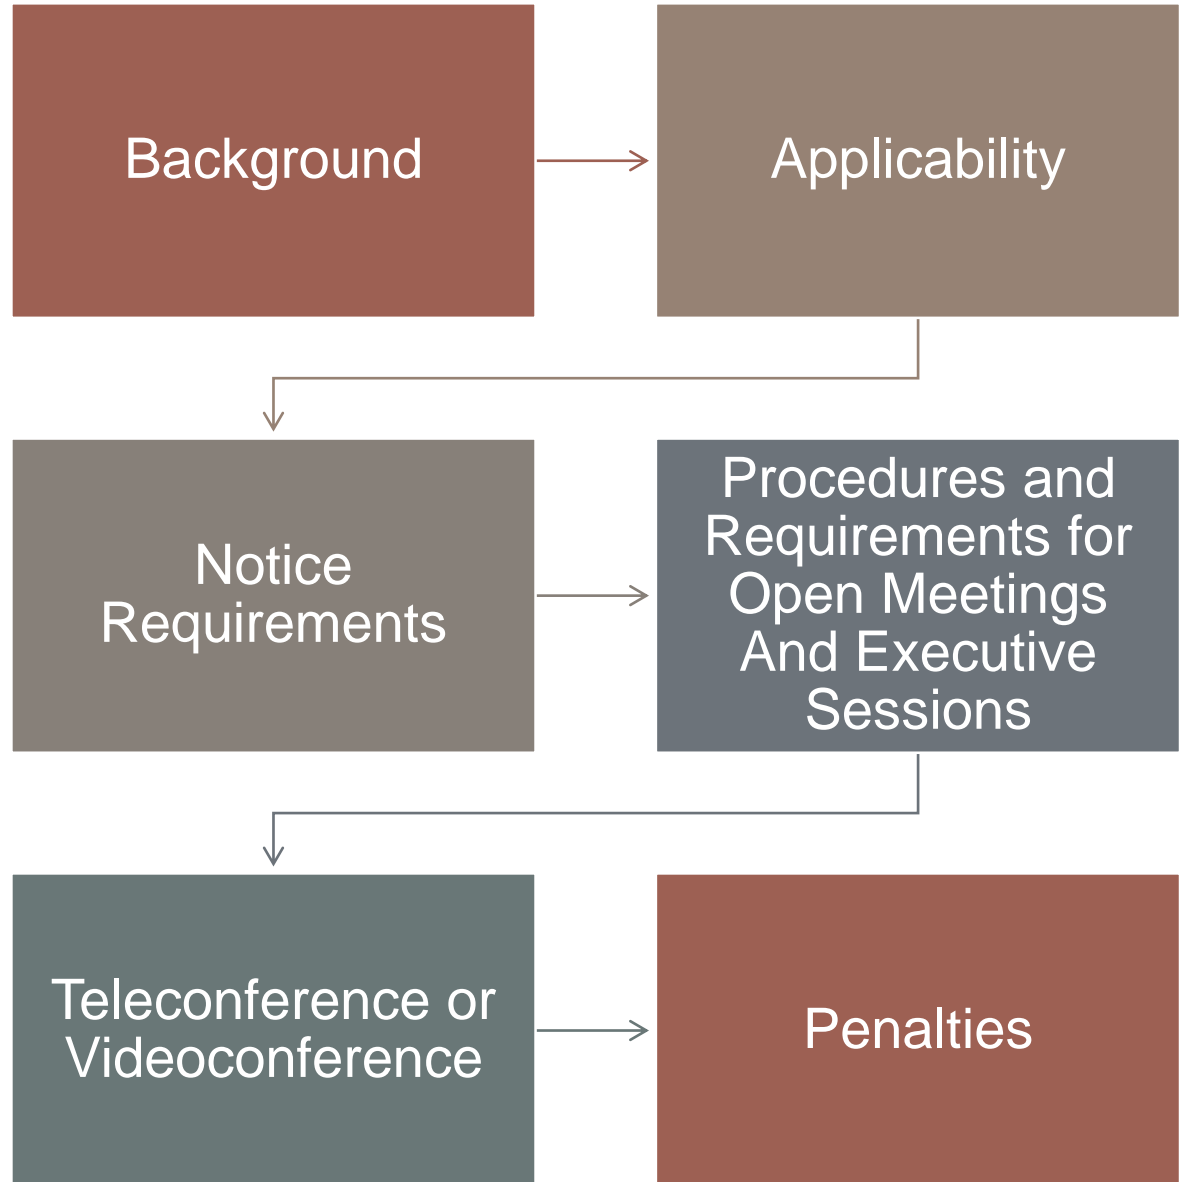 Background
Applicability
Notice
Requirements
Procedures and
Requirements for
Open Meetings
And Executive
Sessions
Teleconference or
Videoconference
Penalties